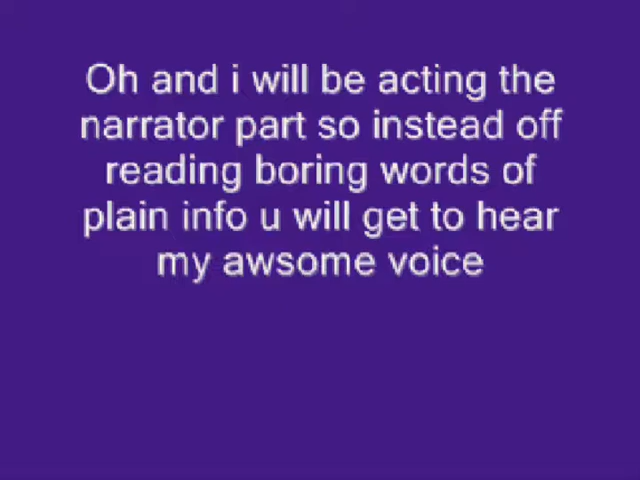 Oh and i will be acting the
narrator part so instead off
reading boring words of
plain info u will get to hear
my awsome voice